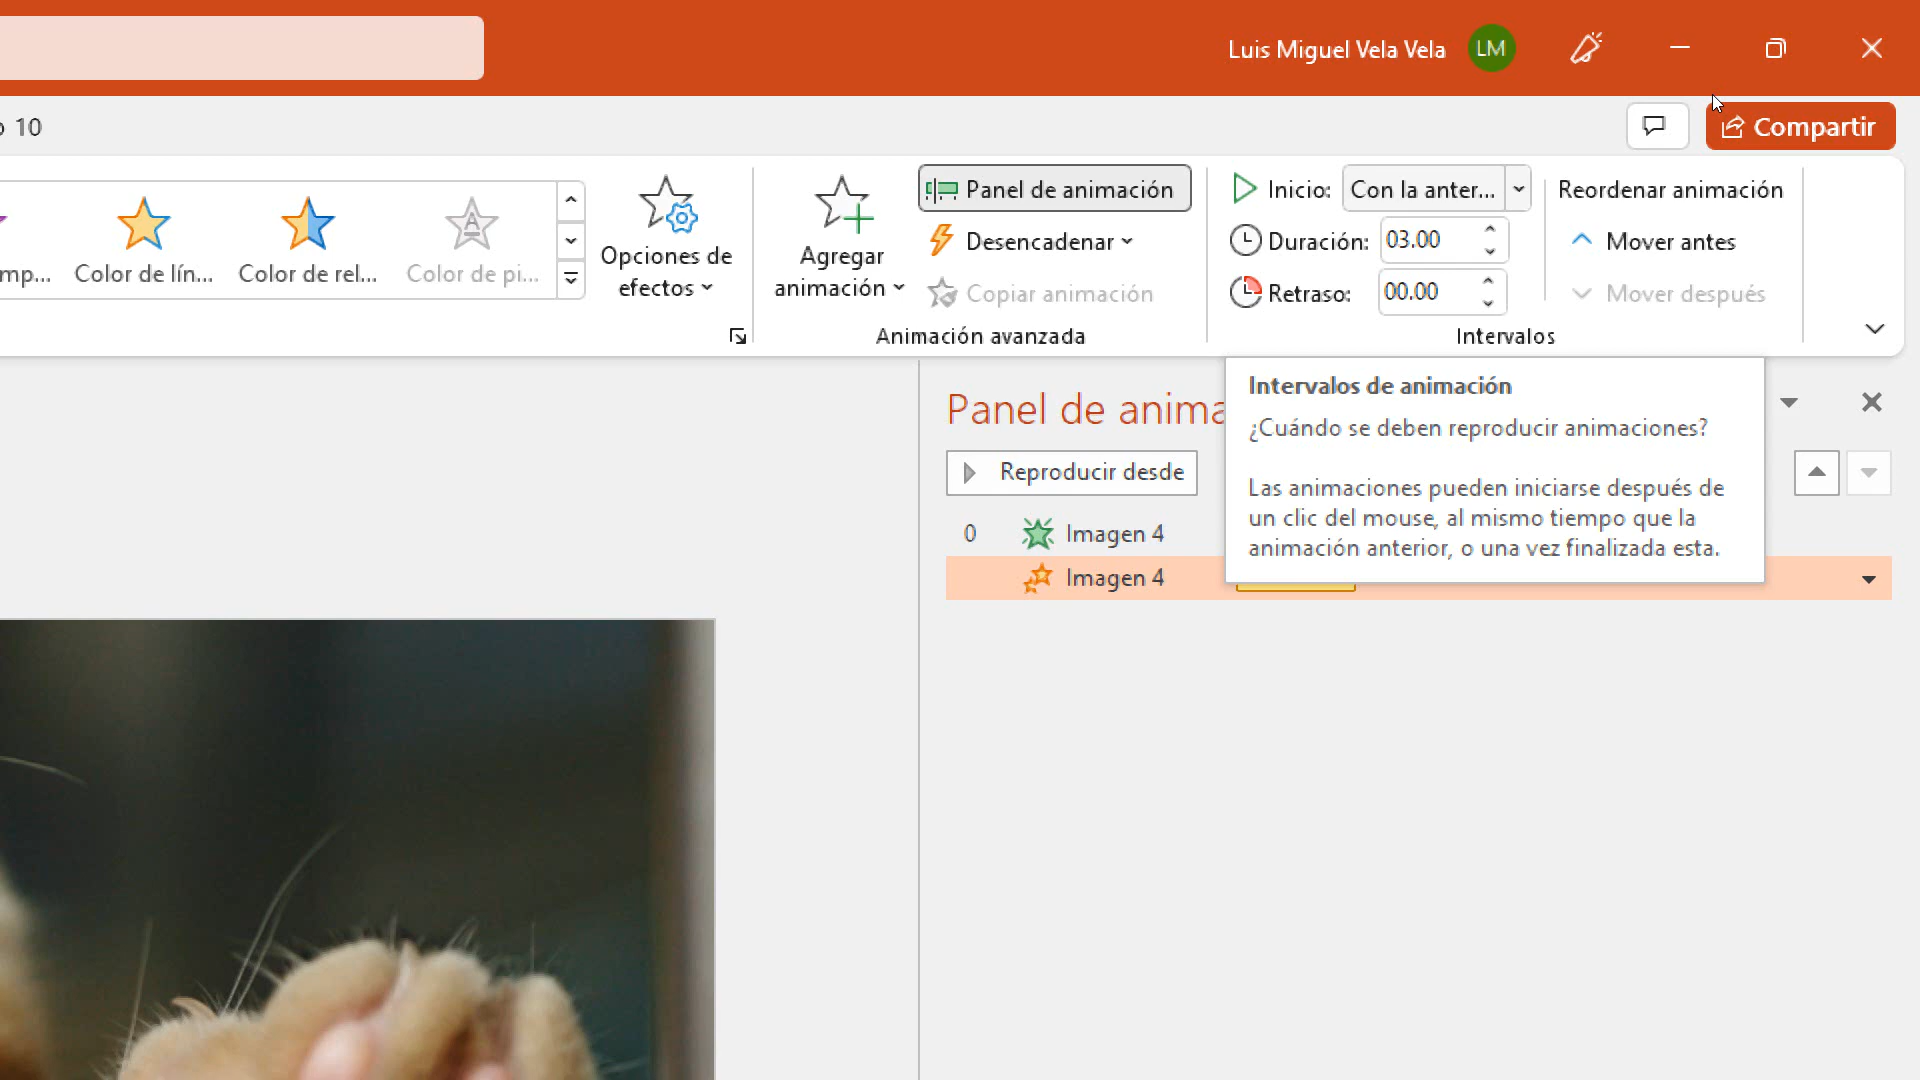 Luis Miguel Vela Vela LM
10
Compartir
mp...
Color de lín...
Color de rel...
Color de pi...
Opciones de
efectos
Agregar
animación
Panel de animación
Desencadenar
Copiar animación
Animación avanzada
Inicio: Con la anter...
Duración: 03.00
Retraso: 00.00
Reordenar animación
Mover antes
Mover después
Intervalos
Panel de anima
Reproducir desde
0 Imagen 4
Imagen 4
Intervalos de animación
¿Cuándo se deben reproducir animaciones?
Las animaciones pueden iniciarse después de
un clic del mouse, al mismo tiempo que la
animación anterior, o una vez finalizada esta.